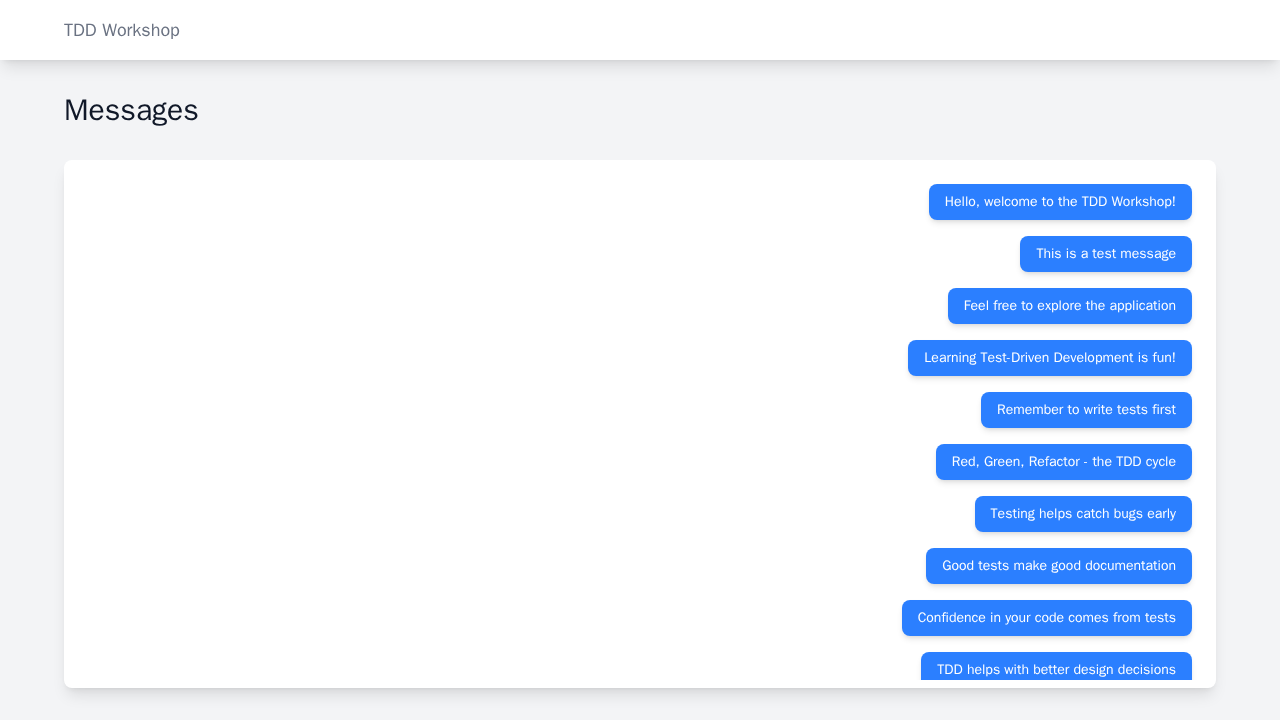 TDD Workshop
Messages
Hello, welcome to the TDD Workshop!
This is a test message
Feel free to explore the application
Learning Test-Driven Development is fun!
Remember to write tests first
Red, Green, Refactor - the TDD cycle
Testing helps catch bugs early
Good tests make good documentation
Confidence in your code comes from tests
TDD helps with better design decisions